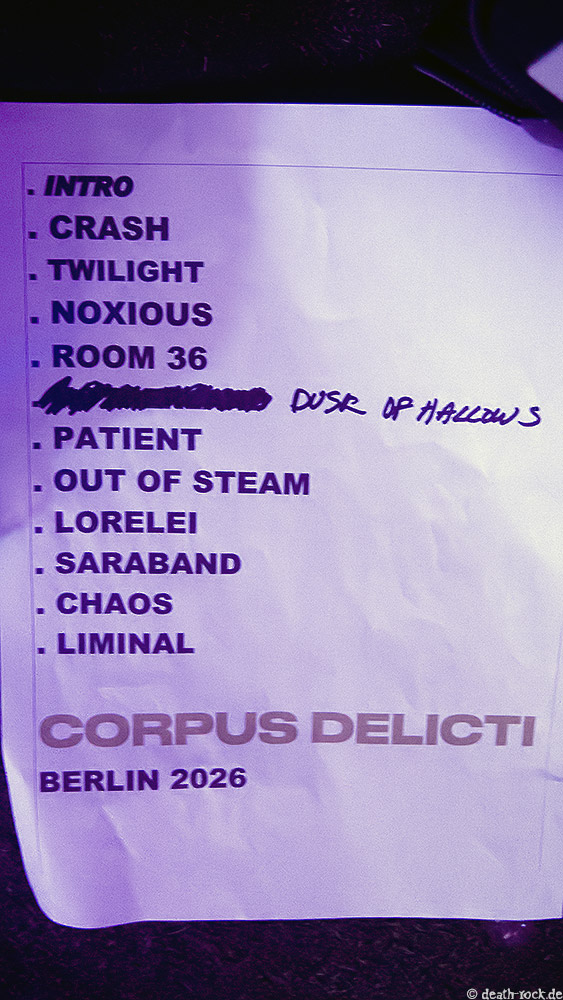 . INTRO
. CRASH
. TWILIGHT
. NOXIOUS
. ROOM 36
DUSK OF HALLOWS
. PATIENT
. OUT OF STEAM
. LORELEI
. SARABAND
. CHAOS
. LIMINAL
CORPUS DELICTI
BERLIN 2026
© death-rock.de